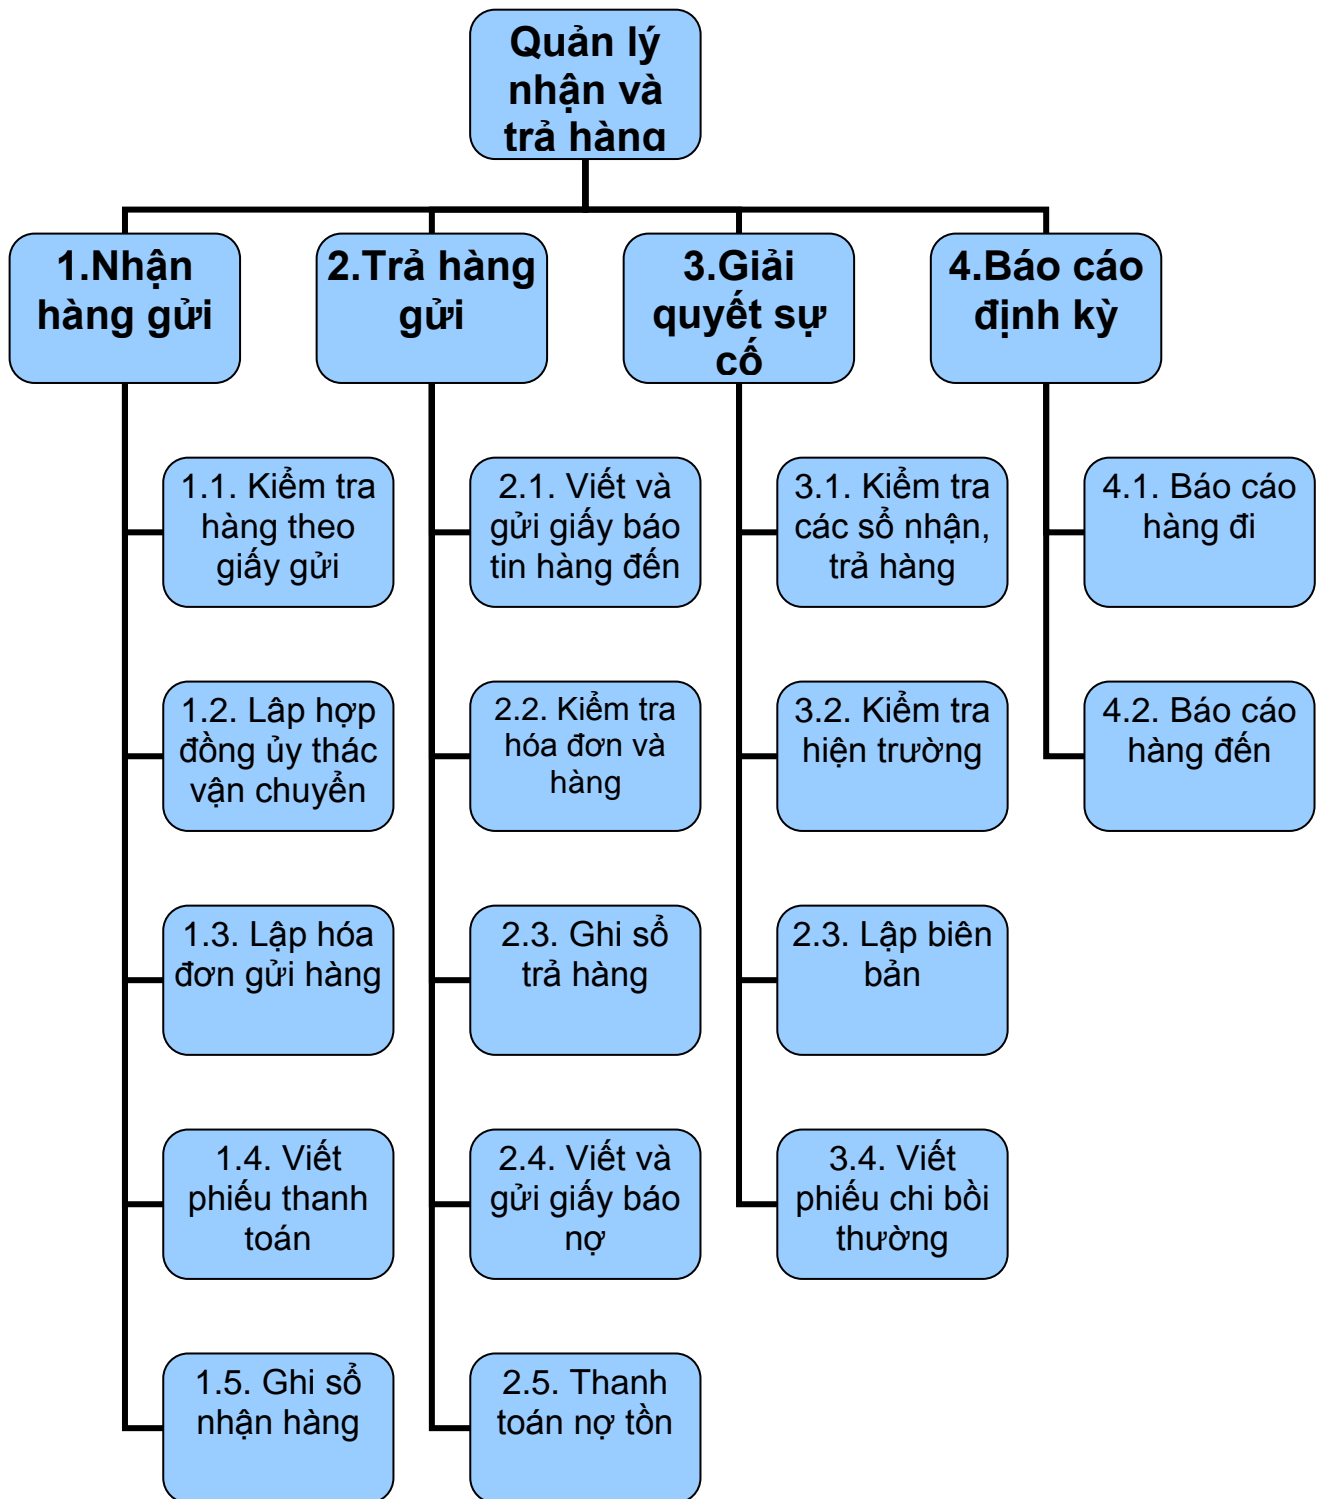 Quản lý
nhận và
trả hàng
1.Nhận
hàng gửi
2.Trả hàng
gửi
3.Giải
quyết sự
cố
4.Báo cáo
định kỳ
1.1. Kiểm tra
hàng theo
giấy gửi
2.1. Viết và
gửi giấy báo
tin hàng đến
3.1. Kiểm tra
các sổ nhận,
trả hàng
4.1. Báo cáo
hàng đi
1.2. Lâp hợp
đồng ủy thác
vận chuyển
2.2. Kiểm tra
hóa đơn và
hàng
3.2. Kiểm tra
hiện trường
4.2. Báo cáo
hàng đến
1.3. Lập hóa
đơn gửi hàng
2.3. Ghi sổ
trả hàng
2.3. Lập biên
bản
1.4. Viết
phiếu thanh
toán
2.4. Viết và
gửi giấy báo
nợ
3.4. Viết
phiếu chi bồi
thường
1.5. Ghi sổ
nhận hàng
2.5. Thanh
toán nợ tồn